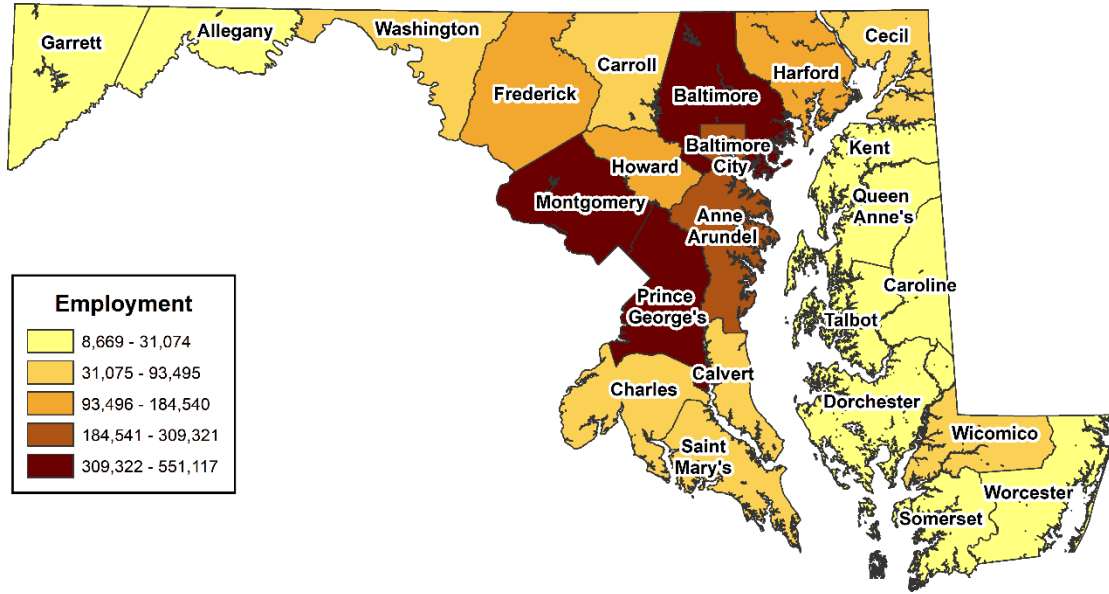 Garrett
Allegany
Washington
Frederick
Carroll
Baltimore
Harford
Cecil
Baltimore
City
Howard
Montgomery
Anne
Arundel
Prince
George's
Kent
Queen
Anne's
Caroline
Talbot
Calvert
Charles
Saint
Mary's
Dorchester
Wicomico
Worcester
Somerset
Employment
8,669 - 31,074
31,075 - 93,495
93,496 - 184,540
184,541 - 309,321
309,322 - 551,117